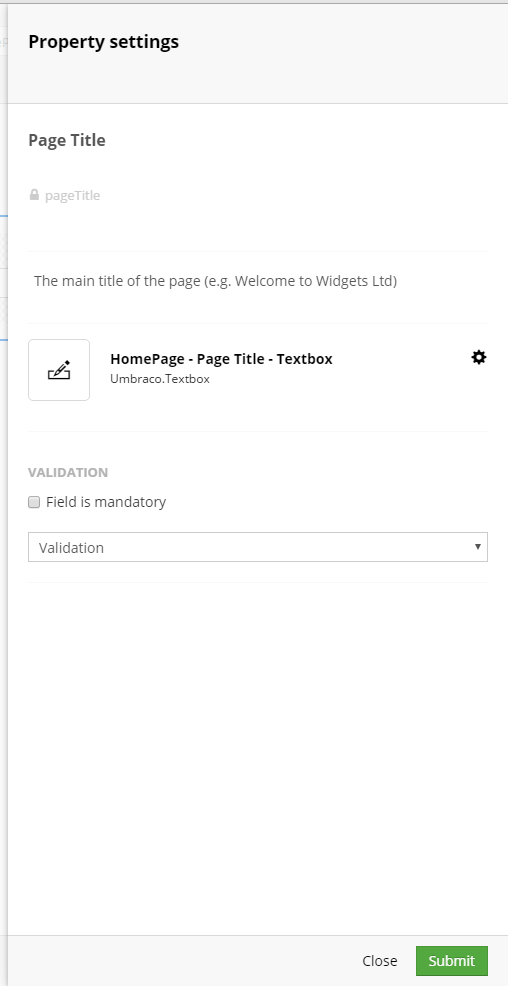 Property settings
Page Title
pageTitle
The main title of the page (e.g. Welcome to Widgets Ltd)
HomePage - Page Title - Textbox
Umbraco.Textbox
VALIDATION
Field is mandatory
Validation
Close
Submit